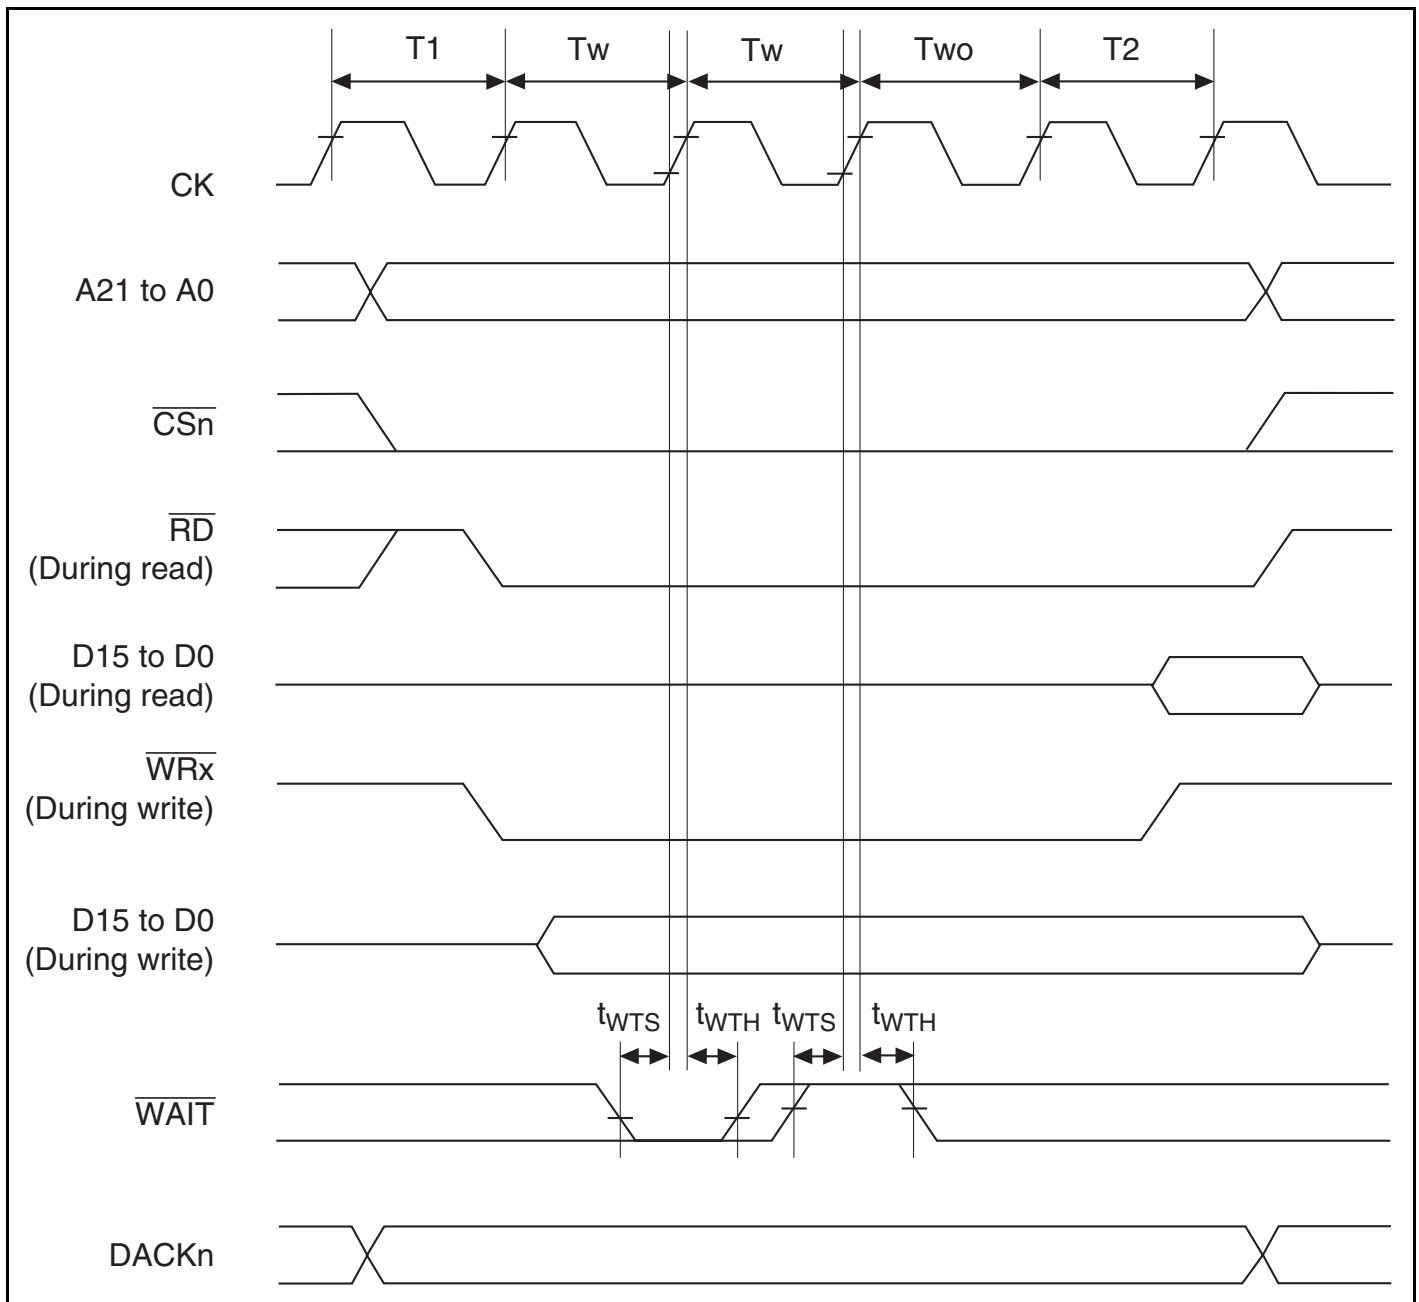 T1 Tw Tw Two T2
CK
A21 to A0
CSn
RD
(During read)
D15 to D0
(During read)
WRx
(During write)
D15 to D0
(During write)
tWTS tWTH tWTS tWTH
WAIT
DACKn